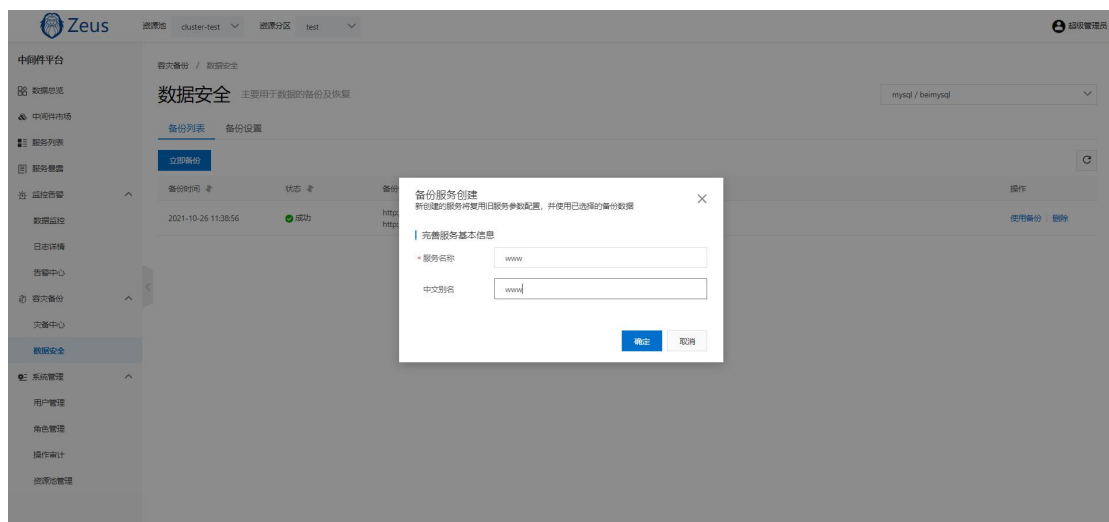 Zeus
资源池 cluster-test 资源分区 test
超级管理员
中间件平台
数据总览
中间件市场
服务列表
服务暴露
监控告警
数据监控
日志详情
告警中心
容灾备份
灾备中心
数据安全
系统管理
用户管理
角色管理
操作审计
资源池管理
容灾备份 / 数据安全
数据安全 主要用于数据的备份及恢复
mysql / beimysql
备份列表 备份设置
立即备份
备份时间 状态 备份 操作
2021-10-26 11:38:56 成功 http: 使用备份 删除
http:
备份服务创建
新创建的服务将复用旧服务参数配置，并使用已选择的备份数据
完善服务基本信息
* 服务名称 www
中文别名 www
确定 取消